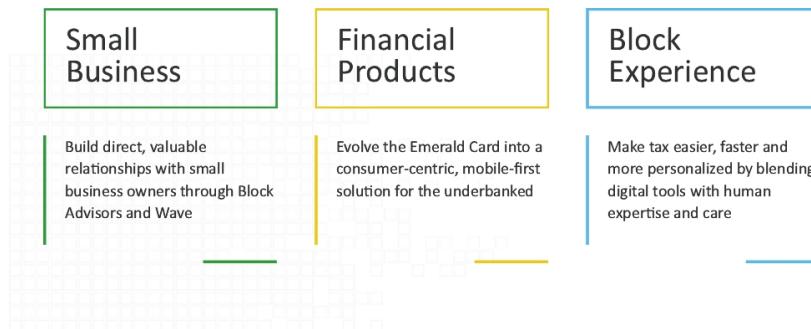 Small
Business
Build direct, valuable
relationships with small
business owners through Block
Advisors and Wave
Financial
Products
Evolve the Emerald Card into a
consumer-centric, mobile-first
solution for the underbanked
Block
Experience
Make tax easier, faster and
more personalized by blending
digital tools with human
expertise and care